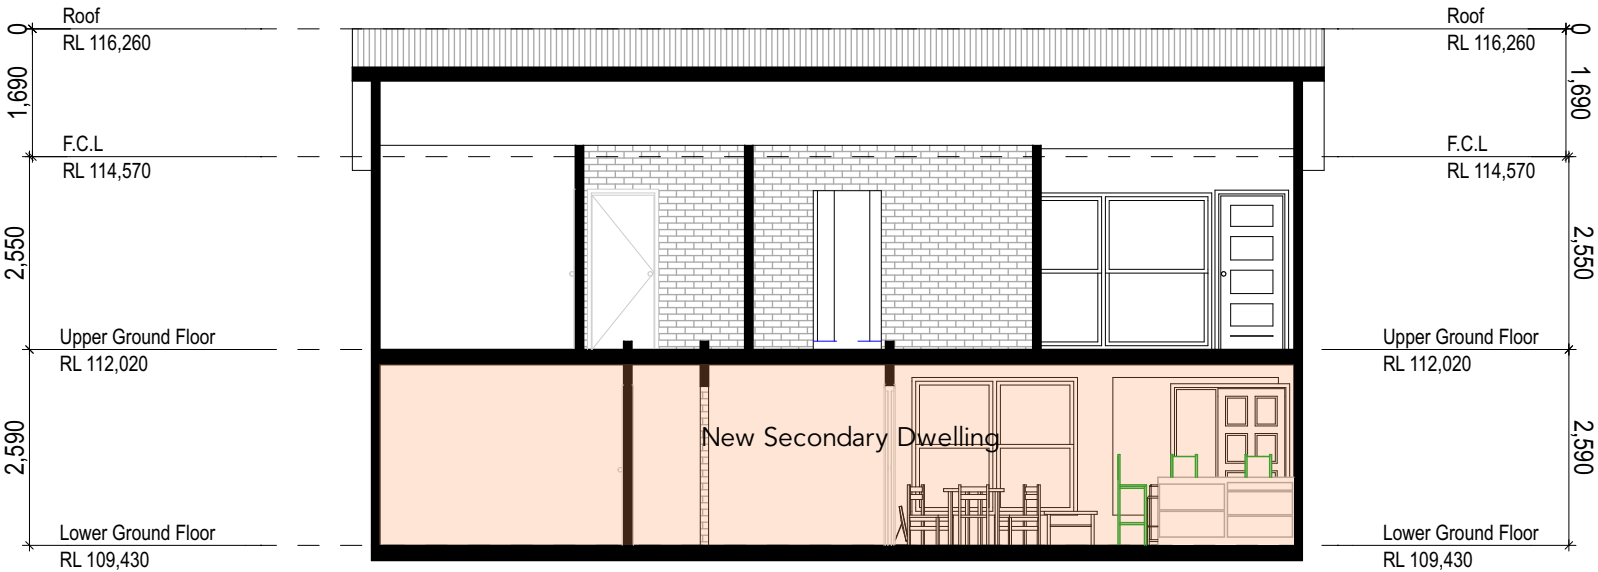 Roof
RL 116,260
0
1,690
F.C.L
RL 114,570
2,550
Upper Ground Floor
RL 112,020
2,590
Lower Ground Floor
RL 109,430
New Secondary Dwelling
Roof
RL 116,260
0
1,690
F.C.L
RL 114,570
2,550
Upper Ground Floor
RL 112,020
2,590
Lower Ground Floor
RL 109,430